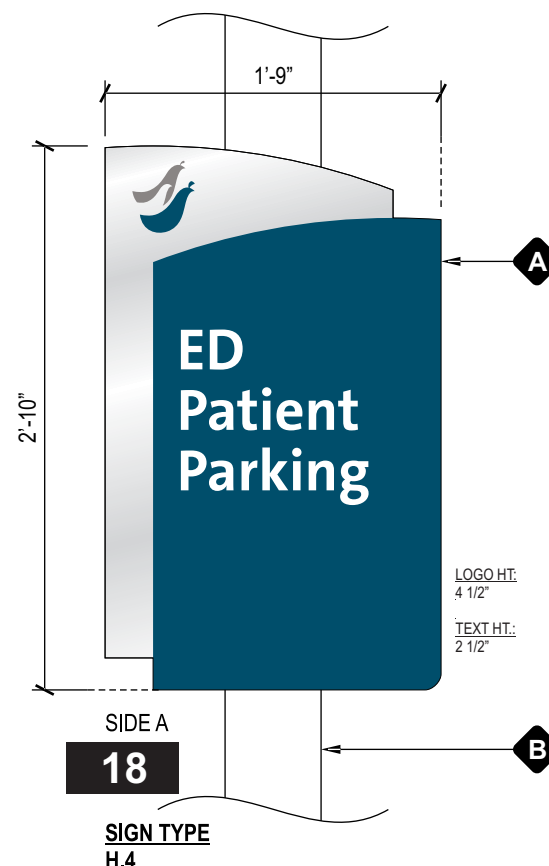 1'-9"
A
2'-10"
ED
Patient
Parking
LOGO HT:
4 1/2"
TEXT HT.:
2 1/2"
SIDE A
18
B
SIGN TYPE
H.4